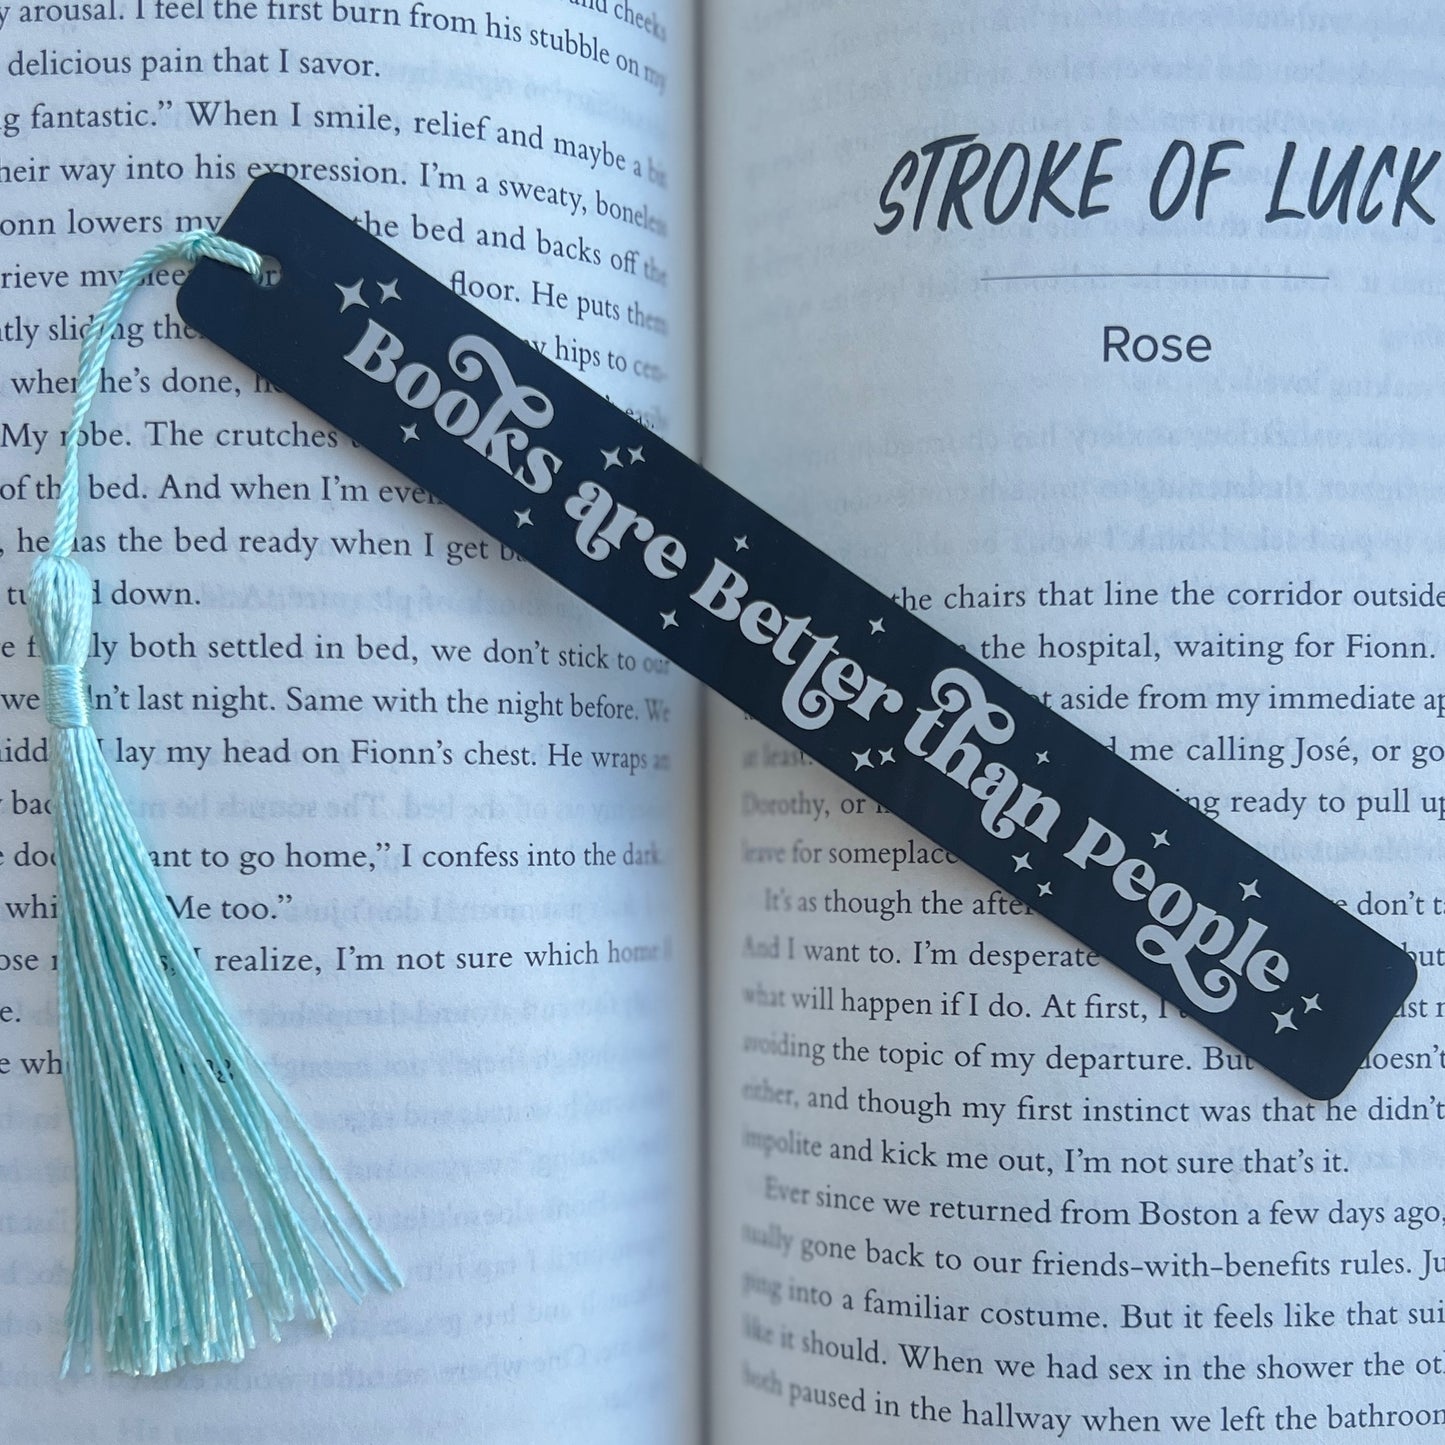 arousal. I feel the first burn from his stubble on my
delicious pain that I savor.
fantastic.” When I smile, relief and maybe a bit
way into his expression. I’m a sweaty, boneless
lowers my the bed and backs off the
my floor. He puts them
hips to
he’s done,
My robe. The crutches
of the bed. And when I’m even
he has the bed ready when I get
down.
both settled in bed, we don’t stick to our
we last night. Same with the night before. We
I lay my head on Fionn’s chest. He wraps an
want to go home,” I confess into the dark.
Me too.”
I realize, I’m not sure which home
Books are Better than People
STROKE OF LUCK
Rose
the chairs that line the corridor outside
the hospital, waiting for Fionn.
aside from my immediate
me calling José, or
Dorothy, or ready to pull
leave for someplace
It’s as though the after don’t
And I want to. I’m desperate but
what will happen if I do. At first, I
avoiding the topic of my departure. But doesn’t
either, and though my first instinct was that he didn’t
impolite and kick me out, I’m not sure that’s it.
Ever since we returned from Boston a few days ago,
gone back to our friends-with-benefits rules.
into a familiar costume. But it feels like that
like it should. When we had sex in the shower the
both paused in the hallway when we left the bathroom